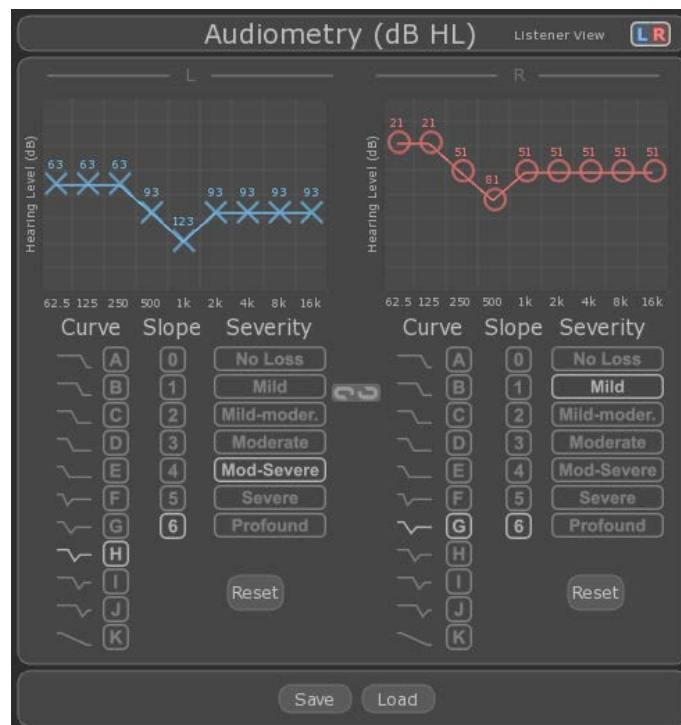 Audiometry (dB HL) Listener View L R
L
R
Hearing Level (dB)
63 63 63 93 123 93 93 93 93
62.5 125 250 500 1k 2k 4k 8k 16k
Hearing Level (dB)
21 21 51 81 51 51 51 51 51
62.5 125 250 500 1k 2k 4k 8k 16k
Curve Slope Severity
A 0 No Loss
B 1 Mild
C 2 Mild-moder.
D 3 Moderate
E 4 Mod-Severe
F 5 Severe
G 6 Profound
H
I
J
K
Reset
Curve Slope Severity
A 0 No Loss
B 1 Mild
C 2 Mild-moder.
D 3 Moderate
E 4 Mod-Severe
F 5 Severe
G 6 Profound
H
I
J
K
Reset
Save Load